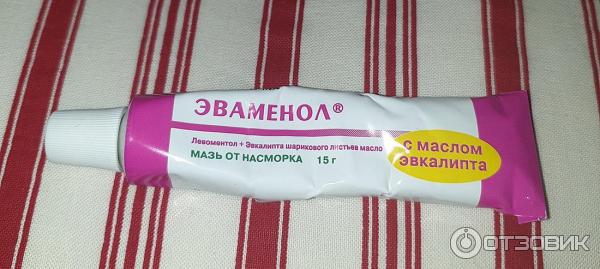 ЭВАМЕНОЛ®
Левоментол + Эвкалипта шарикового листьев масло
МАЗЬ ОТ НАСМОРКА 15 г
с МАСЛОМ
ЭВКАЛИПТА
ОТЗОВИК